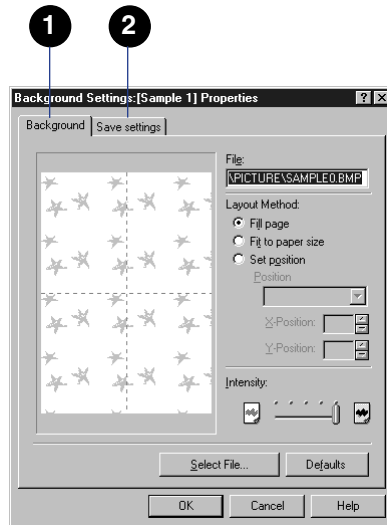 1 2
Background Settings:[Sample 1] Properties
Background Save settings
File:
\PICTURE\SAMPLE0.BMP
Layout Method:
Fill page
Fit to paper size
Set position
Position
X-Position:
Y-Position:
Intensity:
Select File... Defaults
OK Cancel Help